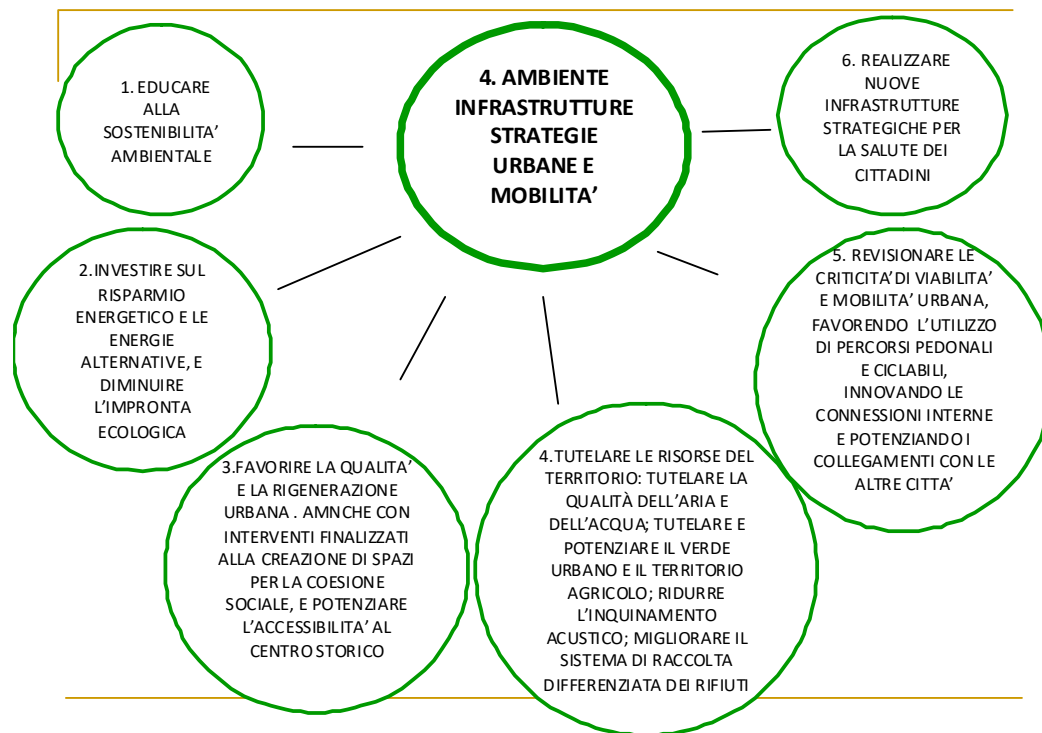 4. AMBIENTE
INFRASTRUTTURE
STRATEGIE
URBANE E
MOBILITA’
1. EDUCARE
ALLA
SOSTENIBILITA’
AMBIENTALE
2.INVESTIRE SUL
RISPARMIO
ENERGETICO E LE
ENERGIE
ALTERNATIVE, E
DIMINUIRE
L’IMPRONTA
ECOLOGICA
3.FAVORIRE LA QUALITA’
E LA RIGENERAZIONE
URBANA . AMNCHE CON
INTERVENTI FINALIZZATI
ALLA CREAZIONE DI SPAZI
PER LA COESIONE
SOCIALE, E POTENZIARE
L’ACCESSIBILITA’ AL
CENTRO STORICO
4.TUTELARE LE RISORSE DEL
TERRITORIO: TUTELARE LA
QUALITÀ DELL’ARIA E
DELL’ACQUA; TUTELARE E
POTENZIARE IL VERDE
URBANO E IL TERRITORIO
AGRICOLO; RIDURRE
L’INQUINAMENTO
ACUSTICO; MIGLIORARE IL
SISTEMA DI RACCOLTA
DIFFERENZIATA DEI RIFIUTI
5. REVISIONARE LE
CRITICITA’ DI VIABILITA’
E MOBILITA’ URBANA,
FAVORENDO L’UTILIZZO
DI PERCORSI PEDONALI
E CICLABILI,
INNOVANDO LE
CONNESSIONI INTERNE
E POTENZIANDO I
COLLEGAMENTI CON LE
ALTRE CITTA’
6. REALIZZARE
NUOVE
INFRASTRUTTURE
STRATEGICHE PER
LA SALUTE DEI
CITTADINI